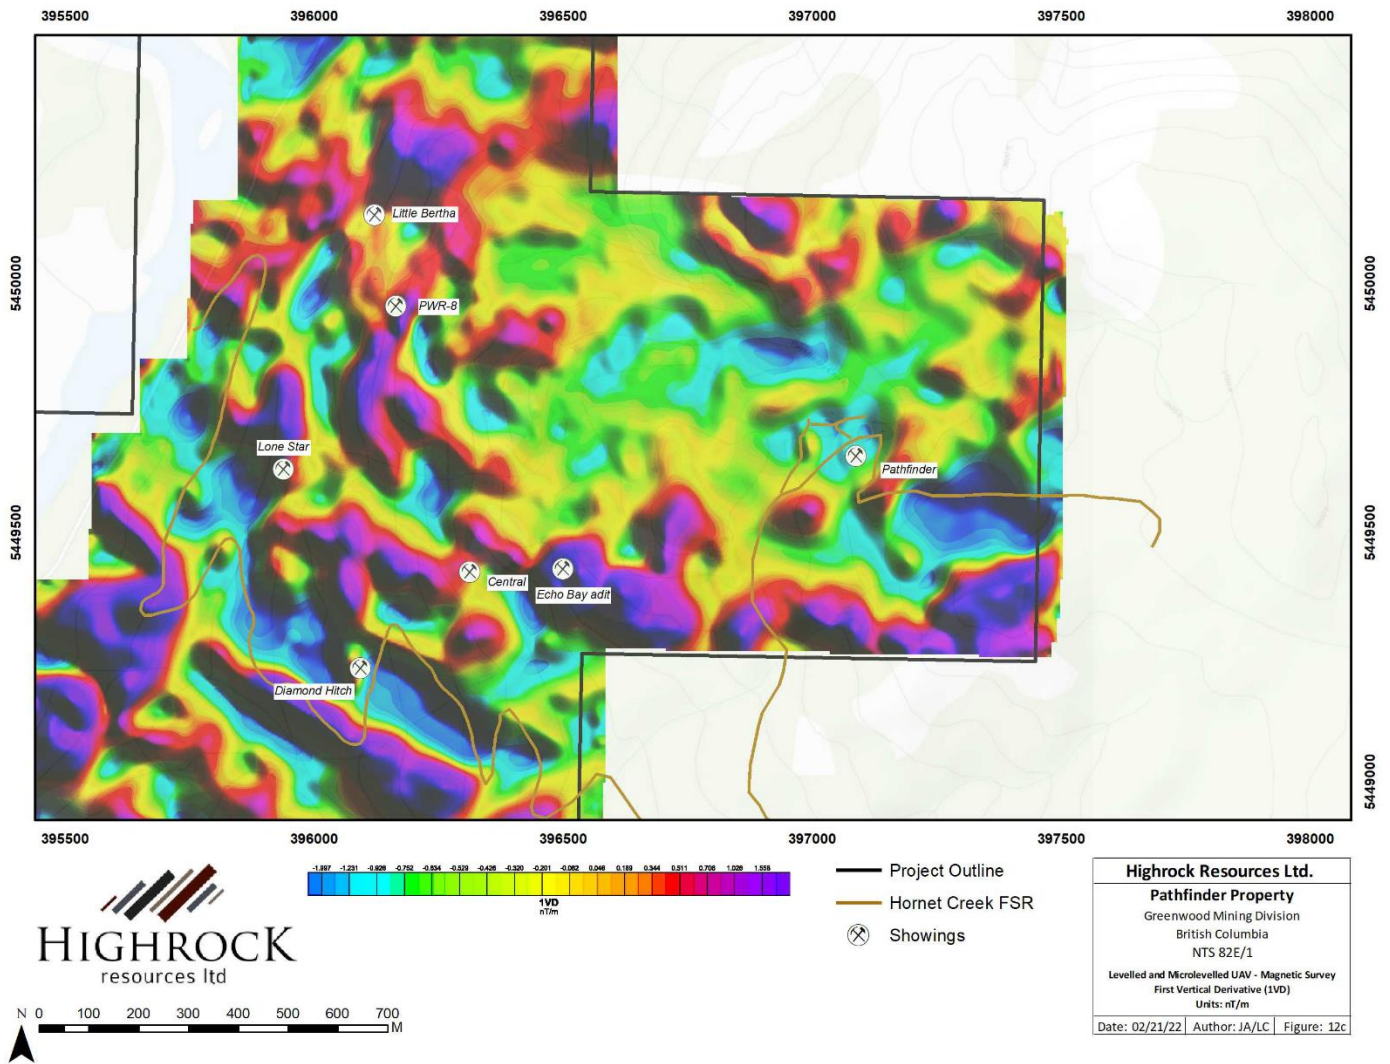 395500 396000 396500 397000 397500 398000
5450000
5450000
Little Bertha
PWR-8
Lone Star
Pathfinder
5449500
5449500
Central
Echo Bay adit
Diamond Hitch
5449000
395500 396000 396500 397000 397500 398000
HIGHROCK
resources ltd
N 0 100 200 300 400 500 600 700
M
1VD
nT/m
Project Outline
Hornet Creek FSR
Showings
Highrock Resources Ltd.
Pathfinder Property
Greenwood Mining Division
British Columbia
NTS 82E/1
Levelled and Microlevelled UAV - Magnetic Survey
First Vertical Derivative (1VD)
Units: nT/m
Date: 02/21/22 Author: JA/LC Figure: 12c